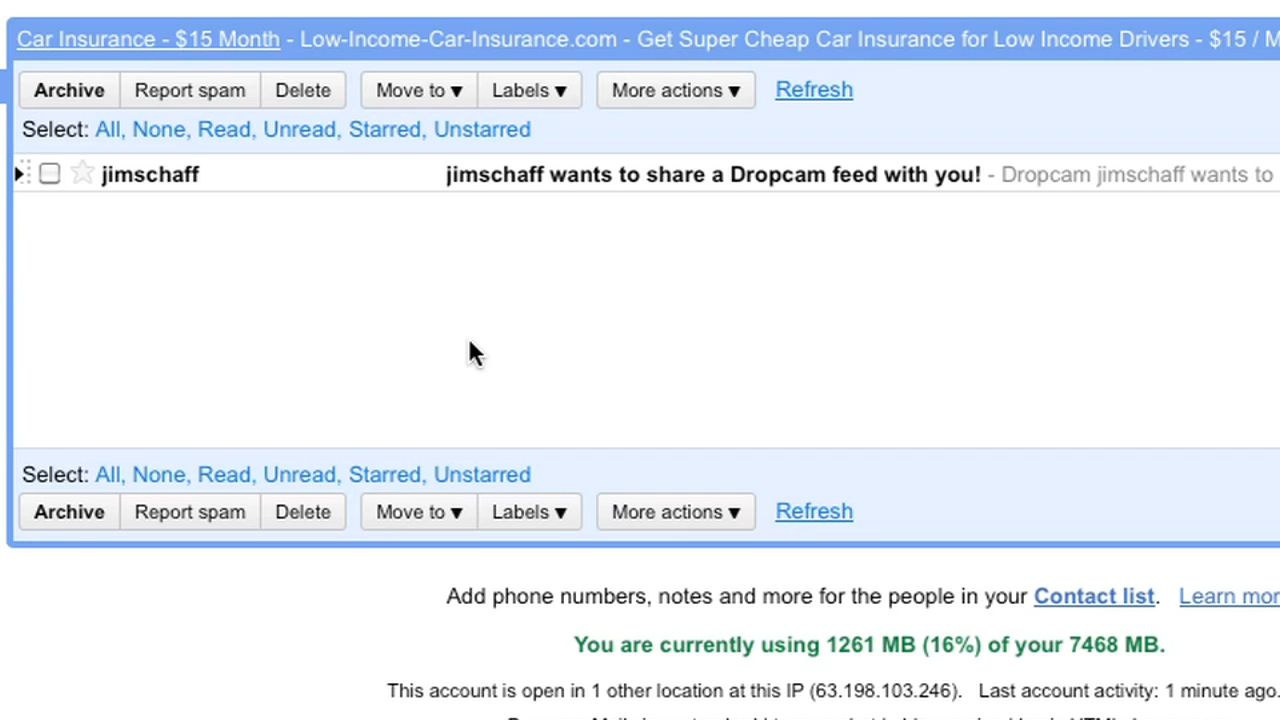 Car Insurance - $15 Month - Low-Income-Car-Insurance.com - Get Super Cheap Car Insurance for Low Income Drivers - $15 / M
Archive Report spam Delete Move to ▼ Labels ▼ More actions ▼ Refresh
Select: All, None, Read, Unread, Starred, Unstarred
jimschaff jimschaff wants to share a Dropcam feed with you! - Dropcam jimschaff wants to
Select: All, None, Read, Unread, Starred, Unstarred
Archive Report spam Delete Move to ▼ Labels ▼ More actions ▼ Refresh
Add phone numbers, notes and more for the people in your Contact list. Learn mor
You are currently using 1261 MB (16%) of your 7468 MB.
This account is open in 1 other location at this IP (63.198.103.246). Last account activity: 1 minute ago.